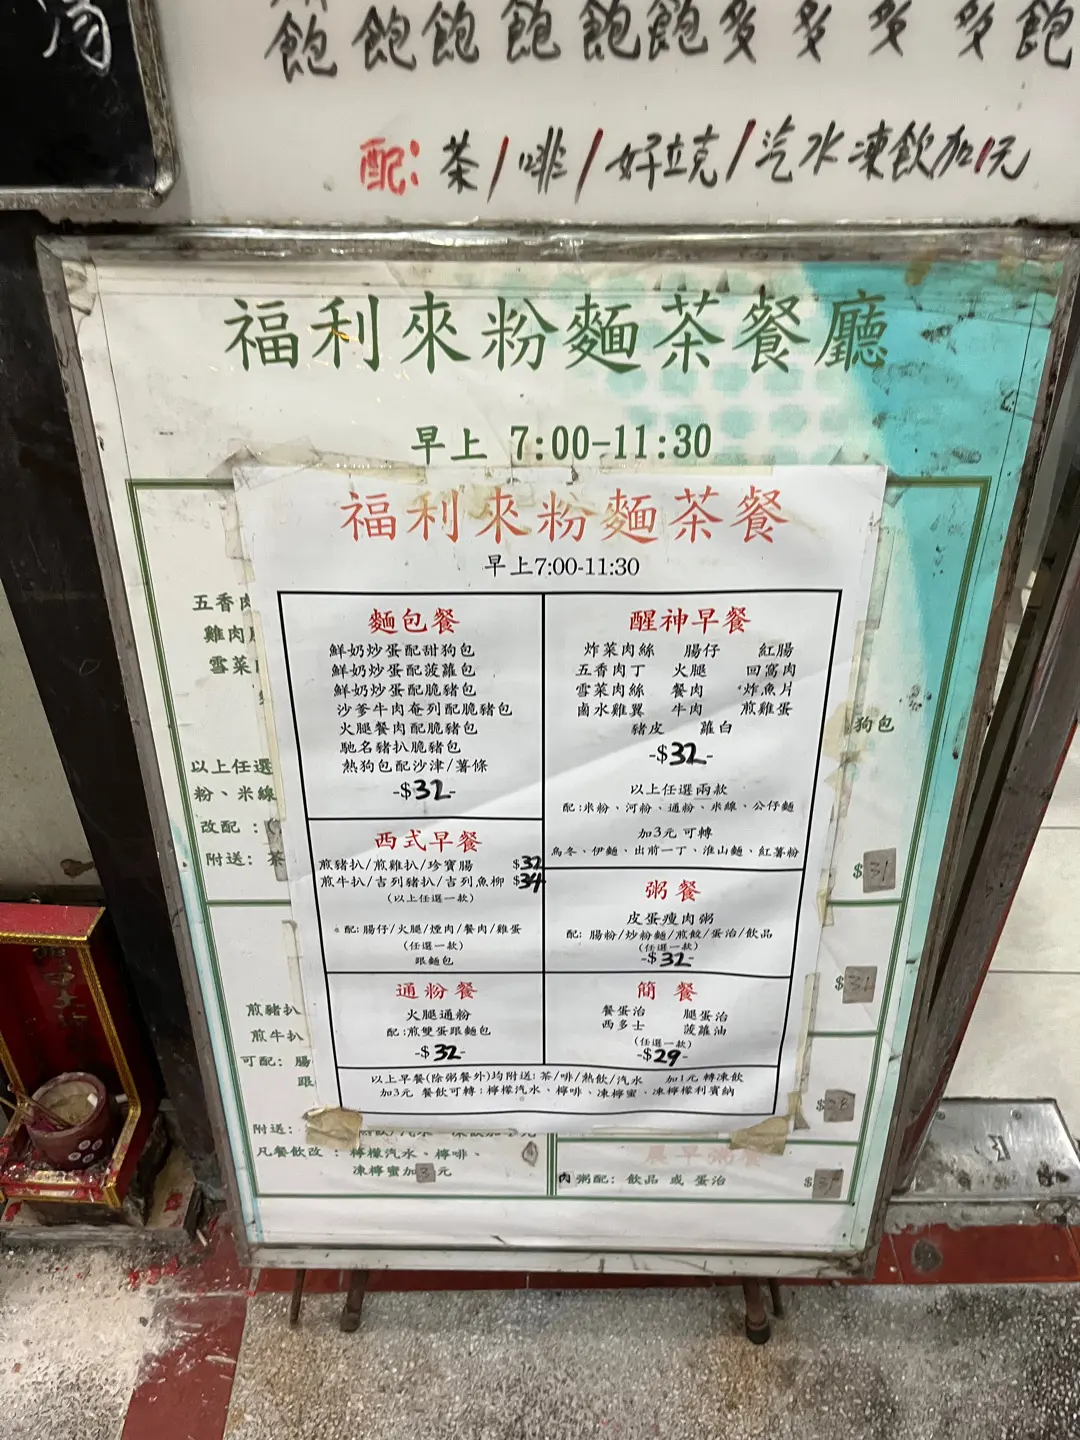 飽飽飽飽飽飽多多多多飽
配:茶/啡/好立克/汽水凍飲加1元
福利來粉麵茶餐廳
早上 7:00-11:30
福利來粉麵茶餐
早上7:00-11:30
麵包餐
鮮奶炒蛋配甜狗包
鮮奶炒蛋配菠蘿包
鮮奶炒蛋配脆豬包
沙爹牛肉奄列配脆豬包
火腿餐肉配脆豬包
馳名豬扒脆豬包
熱狗包配沙津/薯條
-$32-
西式早餐
煎豬扒/煎雞扒/珍寶腸 $32
煎牛扒/吉列豬扒/吉列魚柳 $34
(以上任選一款)
配:腸仔/火腿/煙肉/餐肉/雞蛋
(任選一款)
跟麵包
通粉餐
火腿通粉
配:煎雙蛋跟麵包
-$32-
醒神早餐
炸菜肉絲 腸仔 紅腸
五香肉丁 火腿 回窩肉
雪菜肉絲 餐肉 炸魚片
鹵水雞翼 牛肉 煎雞蛋
豬皮 蘿白
-$32-
以上任選兩款
配:米粉、河粉、通粉、米線、公仔麵
加3元可轉
烏冬、伊麵、出前一丁、淮山麵、紅薯粉
粥餐
皮蛋瘦肉粥
配: 腸粉/炒粉麵/煎餃/蛋治/飲品
(任選一款)
-$32-
簡餐
餐蛋治 腿蛋治
西多士 菠蘿油
(任選一款)
-$29-
以上早餐(除粥餐外)均附送:茶/啡/熱飲/汽水 加1元 轉凍飲
加3元 餐飲可轉:檸檬汽水、檸啡、凍檸蜜、凍檸檬利賓納
五香肉
雞肉
雪菜
以上任選
粉、米線
改配:
附送: 茶
狗包
$31
煎豬扒
煎牛扒
可配: 腸
跟
$28
附送:
凡餐飲改 : 檸檬汽水、檸啡、
凍檸蜜加3元
晨早粥餐
肉粥配: 飲品 或 蛋治